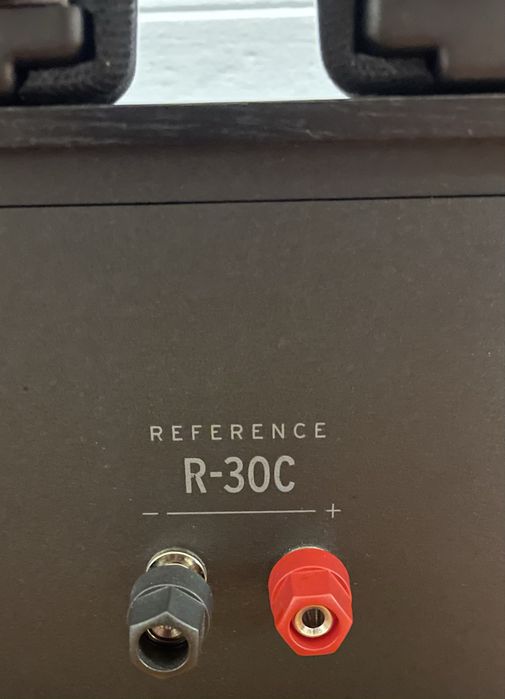 REFERENCE
R-30C
- +